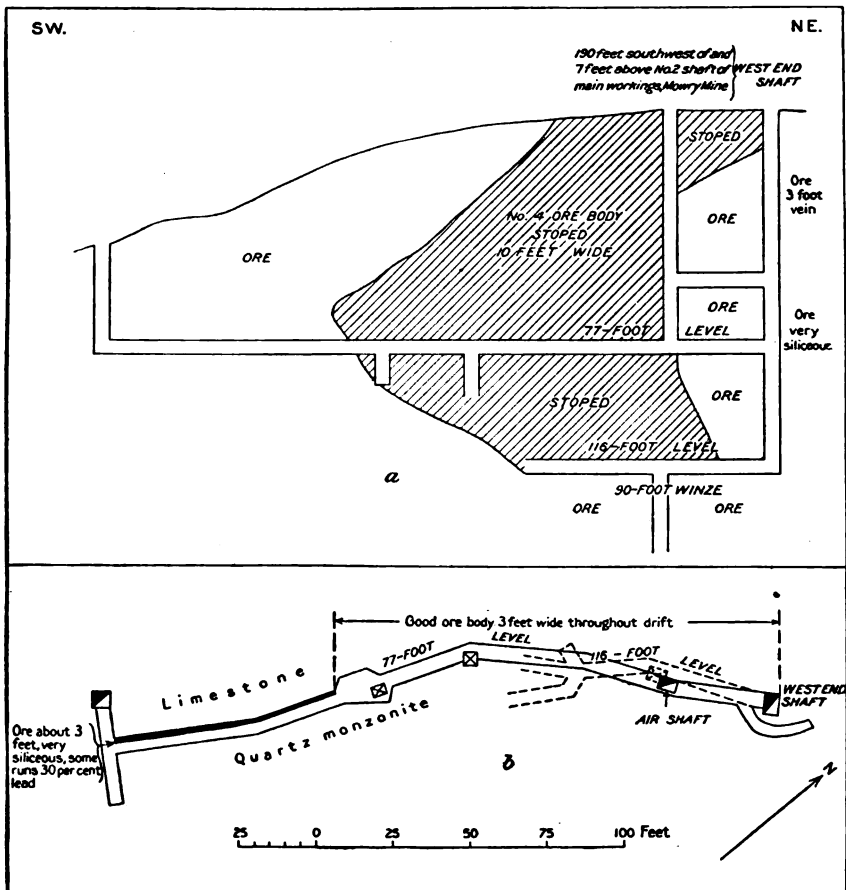 SW.
NE.
190 feet southwest of and
7 feet above No.2 shaft of
main workings, Mowry Mine
WEST END
SHAFT
STOPED
Ore
3 foot
vein
ORE
No. 4 ORE BODY
STOPED
10 FEET WIDE
ORE
ORE
77-FOOT LEVEL
Ore
very
siliceous
ORE
STOPED
116-FOOT LEVEL
a
90-FOOT WINZE
ORE
ORE
Good ore body 3 feet wide throughout drift
77-FOOT LEVEL
116-FOOT LEVEL
Limestone
WEST END
SHAFT
AIR SHAFT
Quartz monzonite
Ore about 3
feet, very
siliceous, some
runs 30 per cent
lead
b
N
25 0 25 50 75 100 Feet